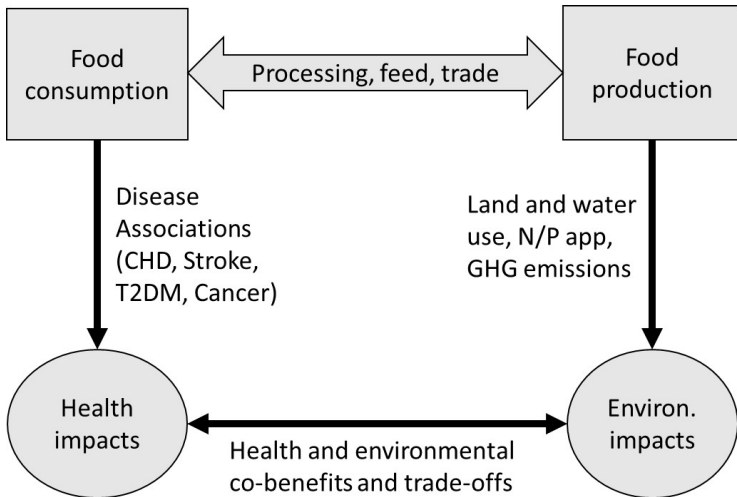 Food
consumption
Processing, feed, trade
Food
production
Disease
Associations
(CHD, Stroke,
T2DM, Cancer)
Land and water
use, N/P app,
GHG emissions
Health
impacts
Health and environmental
co-benefits and trade-offs
Environ.
impacts